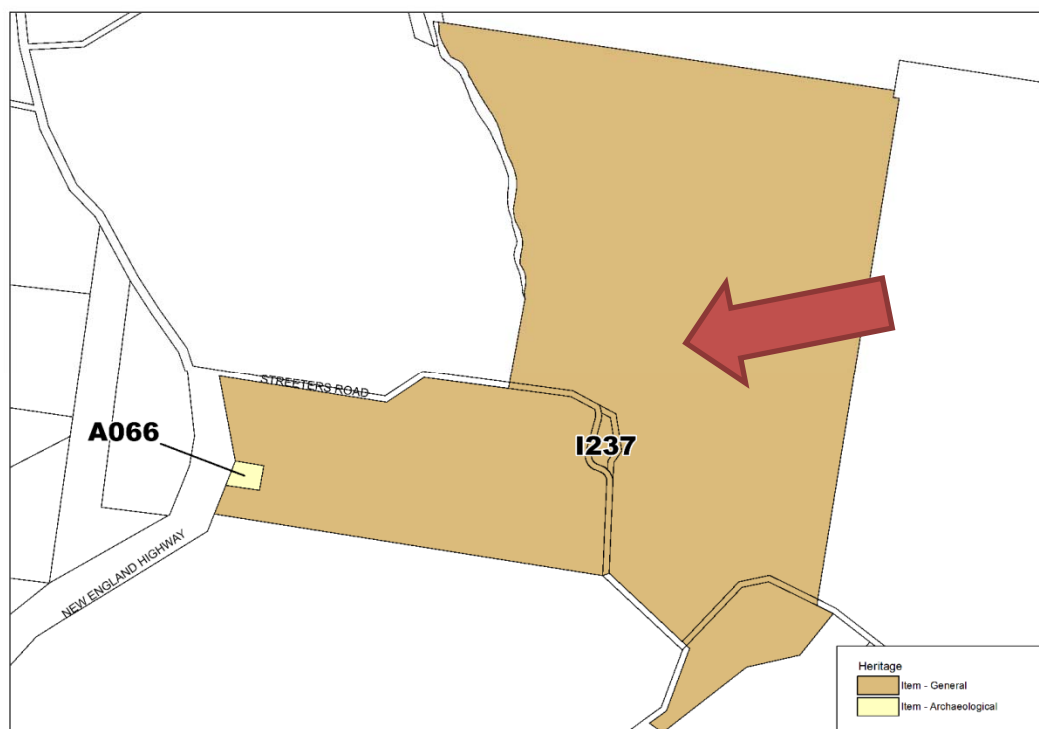 STREETERS ROAD
A066
I237
NEW ENGLAND HIGHWAY
Heritage
Item - General
Item - Archaeological